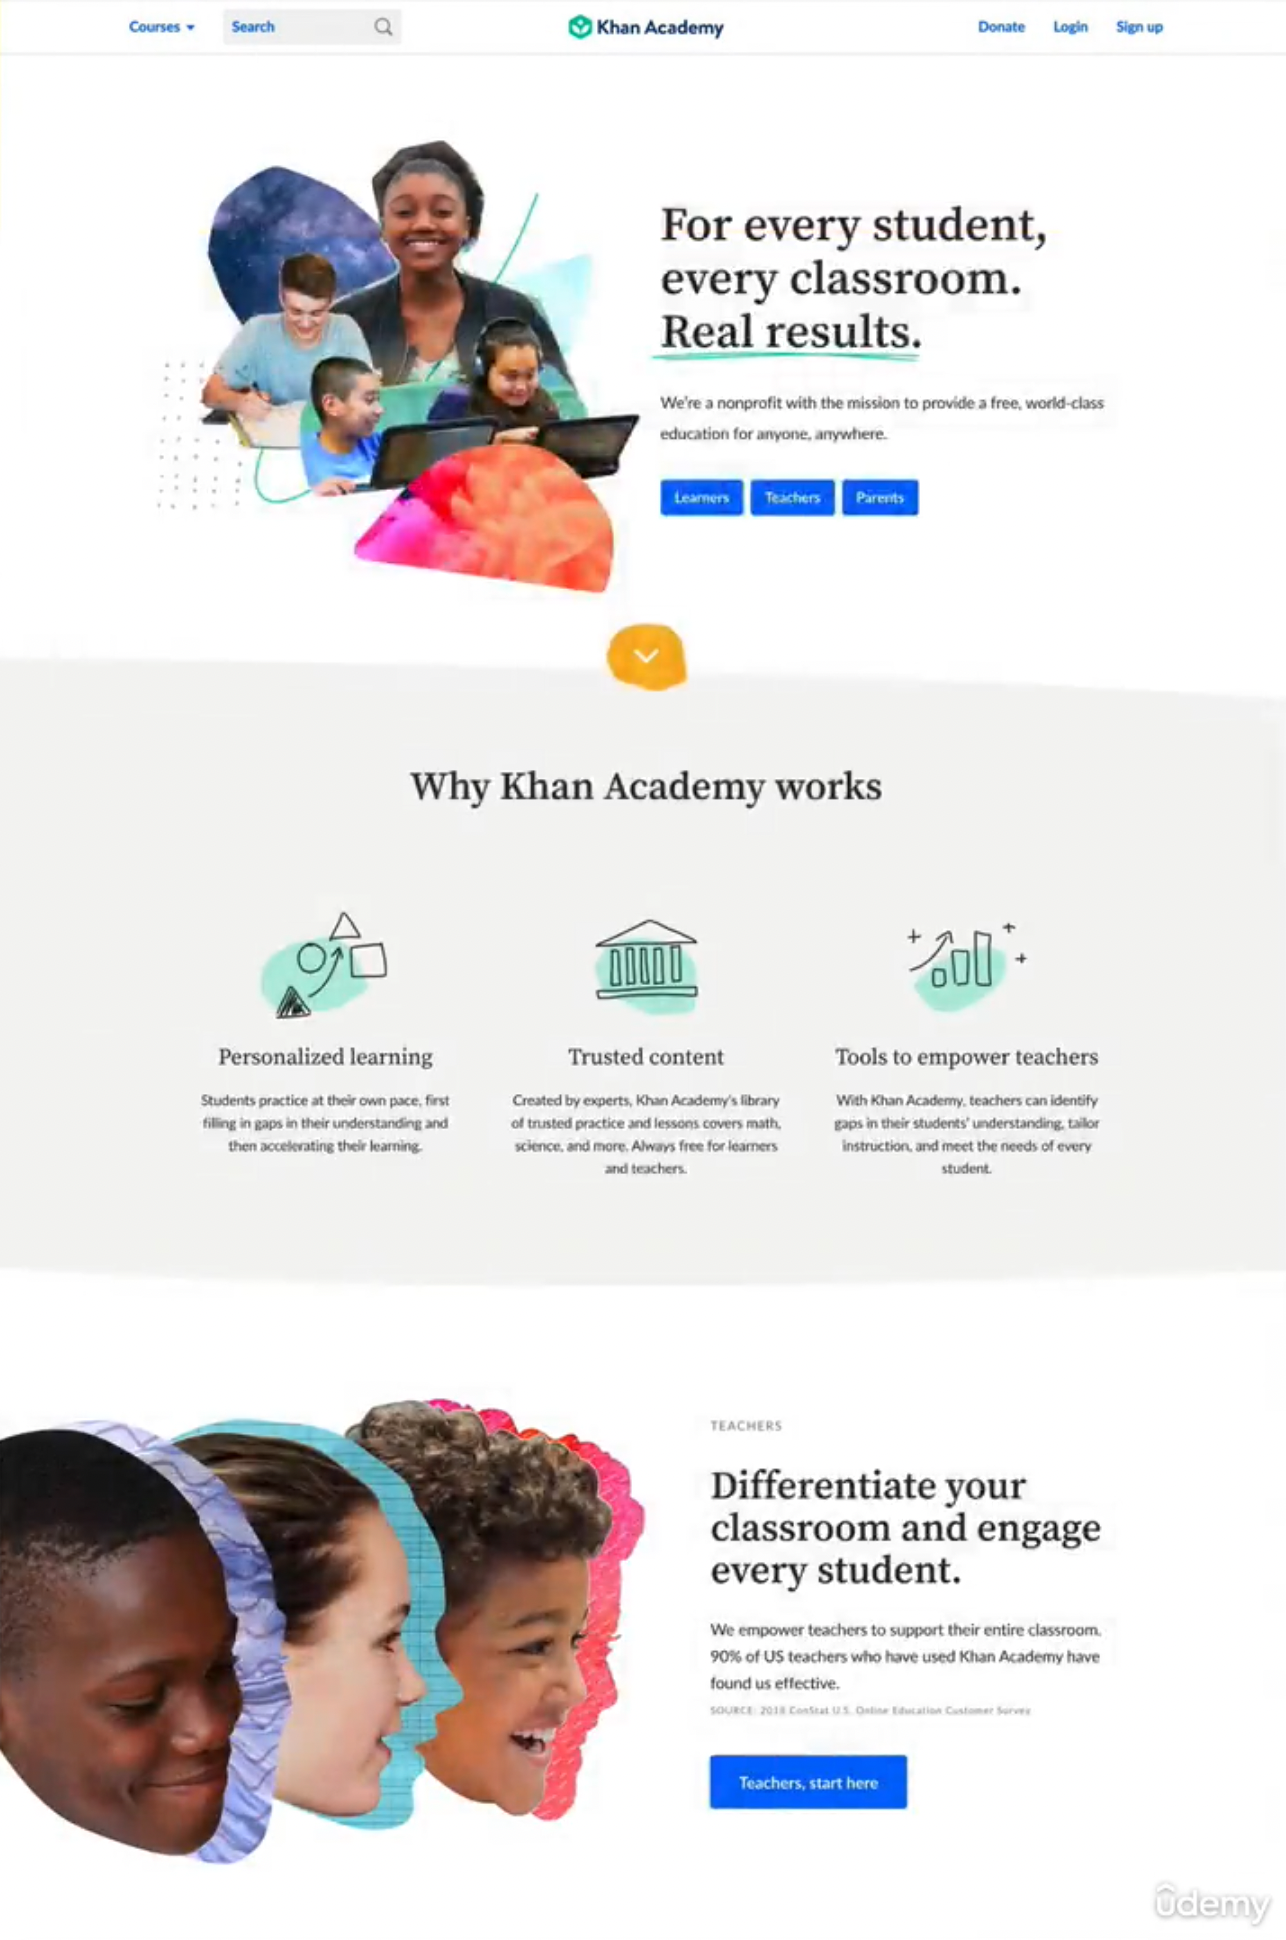 Courses
Search
Khan Academy
Donate
Login
Sign up
For every student,
every classroom.
Real results.
We're a nonprofit with the mission to provide a free, world-class
education for anyone, anywhere.
Learners
Teachers
Parents
Why Khan Academy works
Personalized learning
Students practice at their own pace, first
filling in gaps in their understanding and
then accelerating their learning.
Trusted content
Created by experts, Khan Academy's library
of trusted practice and lessons covers math,
science, and more. Always free for learners
and teachers.
Tools to empower teachers
With Khan Academy, teachers can identify
gaps in their students' understanding, tailor
instruction, and meet the needs of every
student.
TEACHERS
Differentiate your
classroom and engage
every student.
We empower teachers to support their entire classroom.
90% of US teachers who have used Khan Academy have
found us effective.
SOURCE: 2018 ConStat U.S. Online Education Customer Survey
Teachers, start here
ûdemy